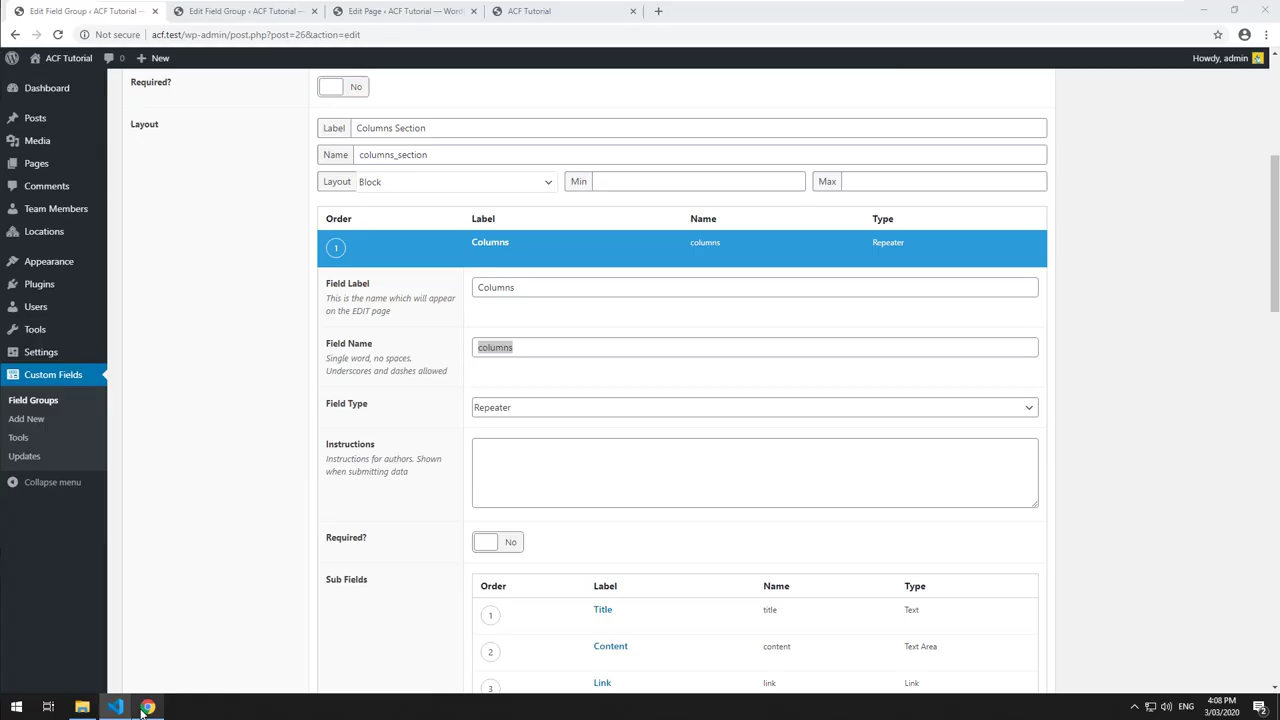 Edit Field Group ‹ ACF Tutorial —
Edit Field Group ‹ ACF Tutorial —
Edit Page ‹ ACF Tutorial — Word
ACF Tutorial
Not secure
acf.test/wp-admin/post.php?post=26&action=edit
ACF Tutorial
0
New
Howdy, admin
Dashboard
Posts
Media
Pages
Comments
Team Members
Locations
Appearance
Plugins
Users
Tools
Settings
Custom Fields
Field Groups
Add New
Tools
Updates
Collapse menu
Required?
No
Layout
Label Columns Section
Name columns_section
Layout Block Min Max
Order Label Name Type
1 Columns columns Repeater
Field Label
This is the name which will appear
on the EDIT page
Columns
Field Name
Single word, no spaces.
Underscores and dashes allowed
columns
Field Type
Repeater
Instructions
Instructions for authors. Shown
when submitting data
Required?
No
Sub Fields
Order Label Name Type
1 Title title Text
2 Content content Text Area
3 Link link Link
ENG
4:08 PM
3/03/2020
2